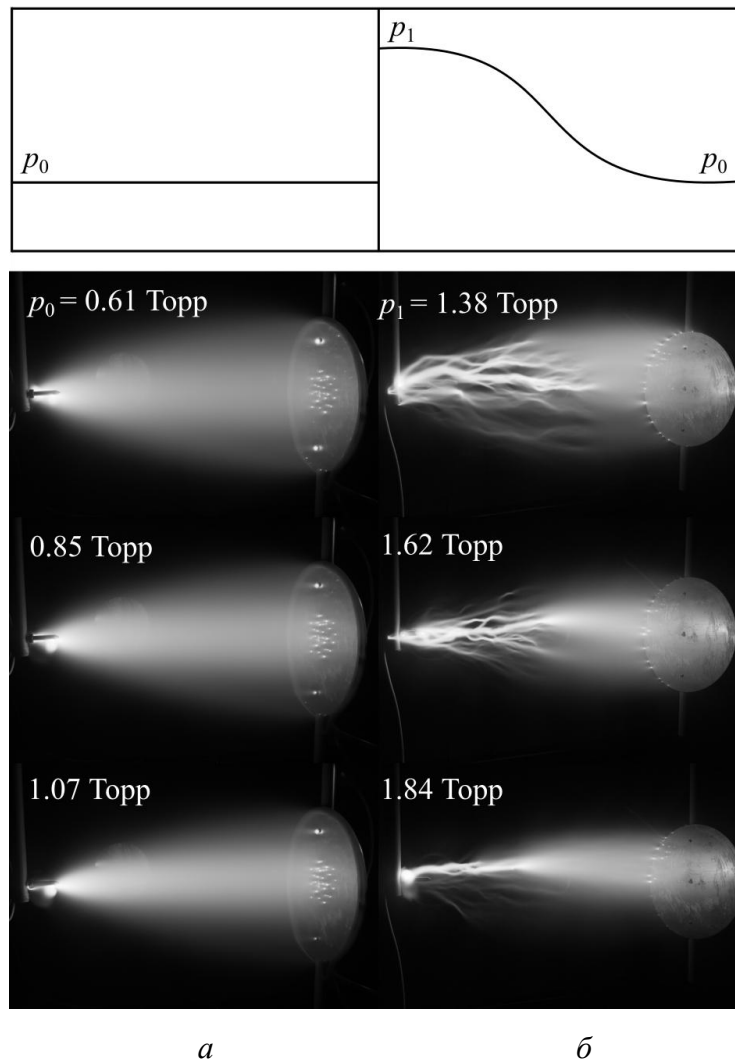 p₁
p₀
p₀
p₀ = 0.61 Торр
p₁ = 1.38 Торр
0.85 Торр
1.62 Торр
1.07 Торр
1.84 Торр
а
б